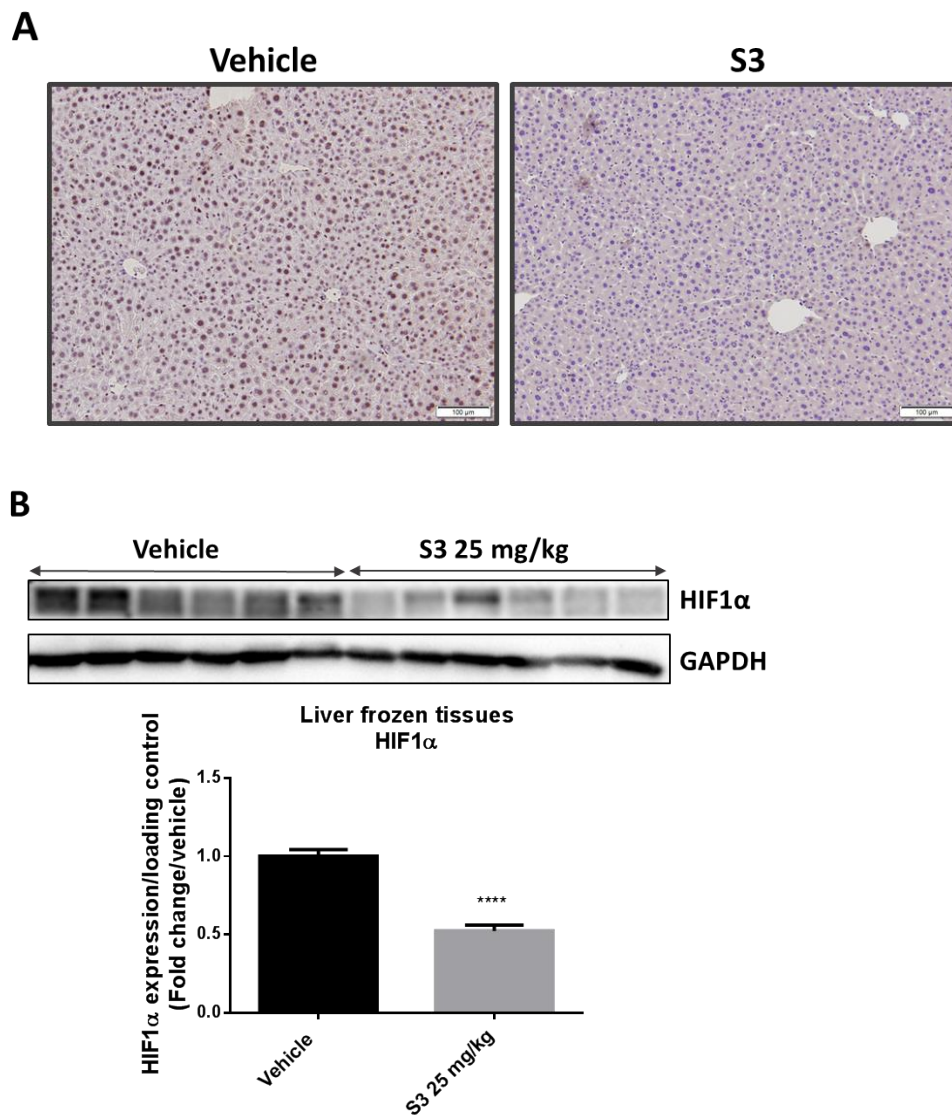 A
Vehicle S3
100 µm 100 µm
B
Vehicle S3 25 mg/kg
HIF1α
GAPDH
Liver frozen tissues
HIF1α
HIF1α expression/loading control
(Fold change/vehicle)
1.5
1.0
0.5
0.0
****
Vehicle
S3 25 mg/kg